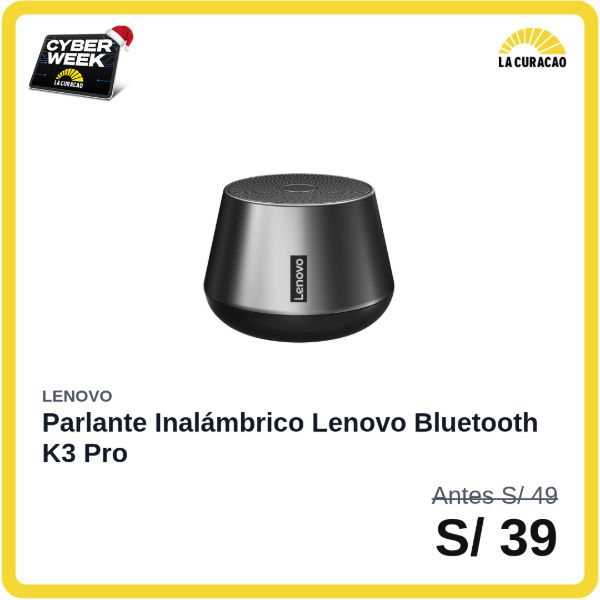 CYBER
WEEK
LA CURACAO
LA CURACAO
Lenovo
LENOVO
Parlante Inalámbrico Lenovo Bluetooth
K3 Pro
Antes S/ 49
S/ 39